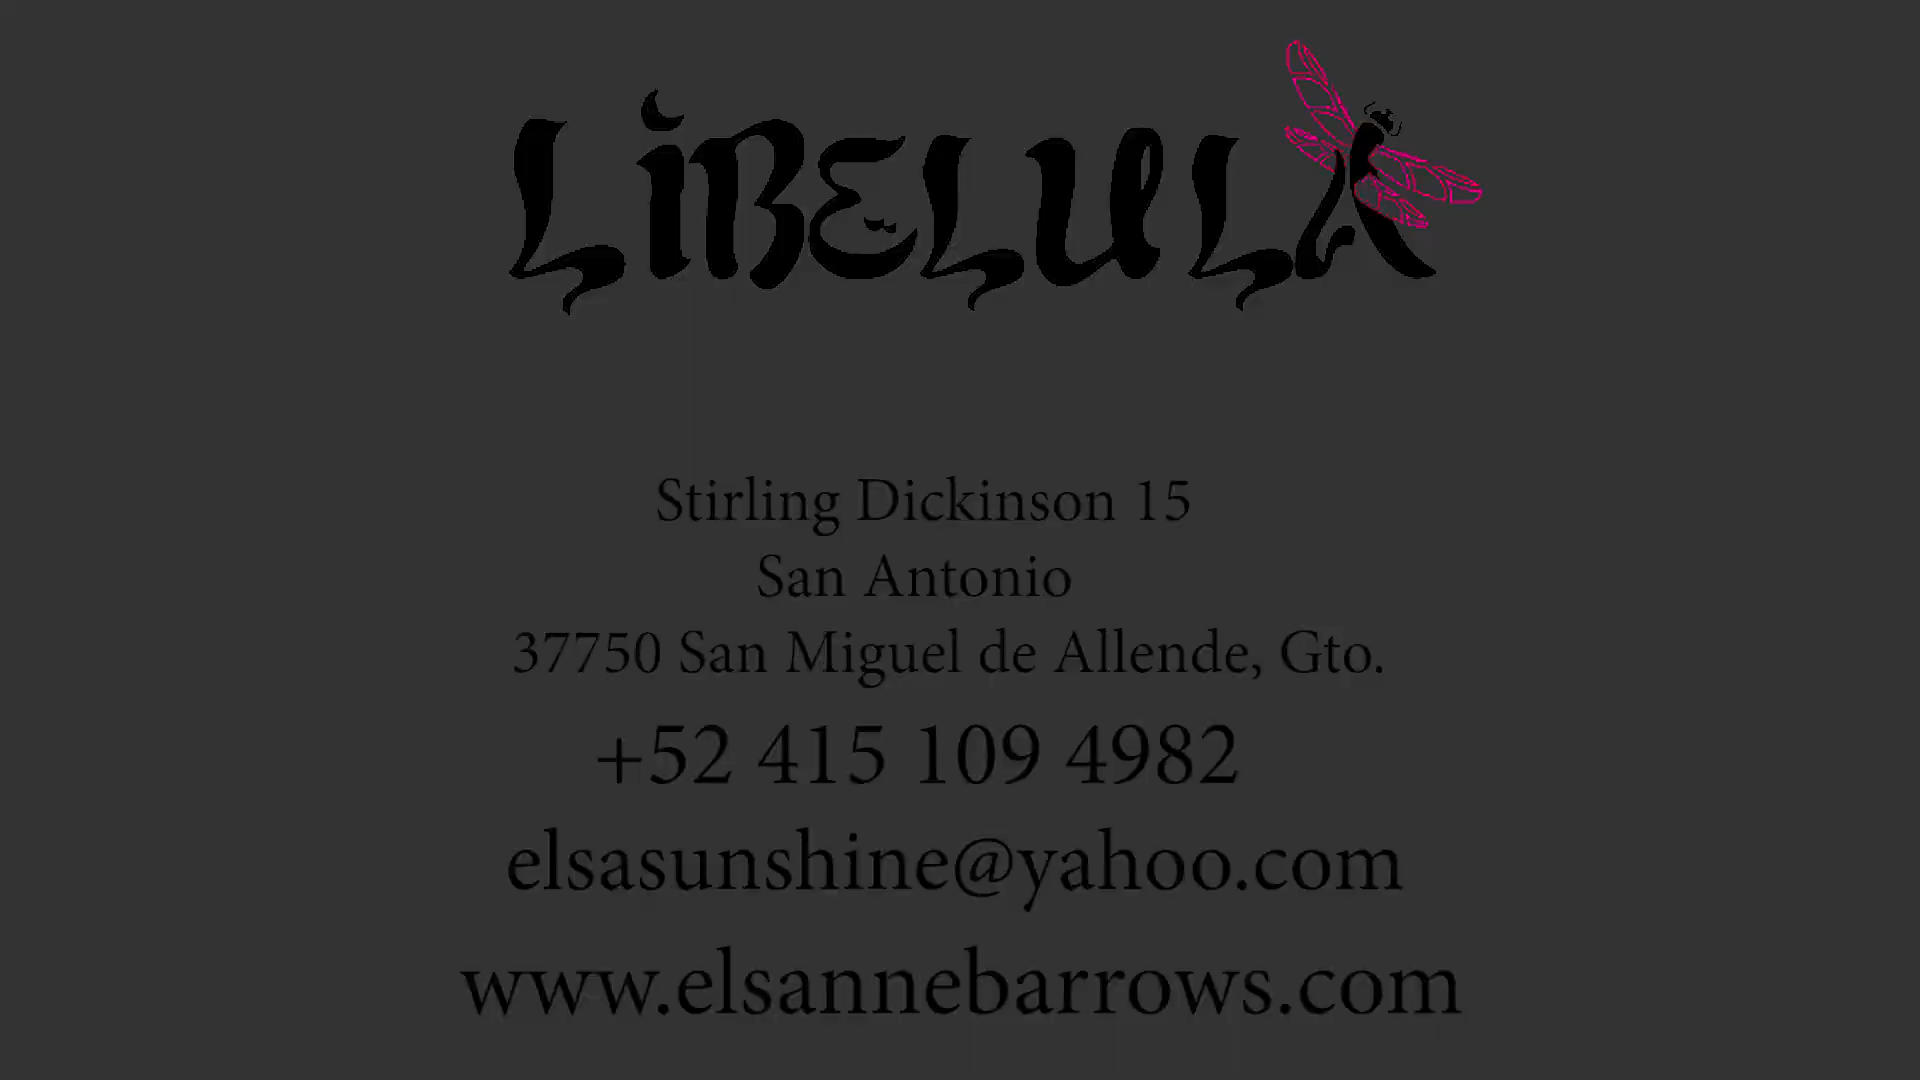 LiBELULA
Stirling Dickinson 15
San Antonio
37750 San Miguel de Allende, Gto.
+52 415 109 4982
elsasunshine@yahoo.com
www.elsannebarrows.com